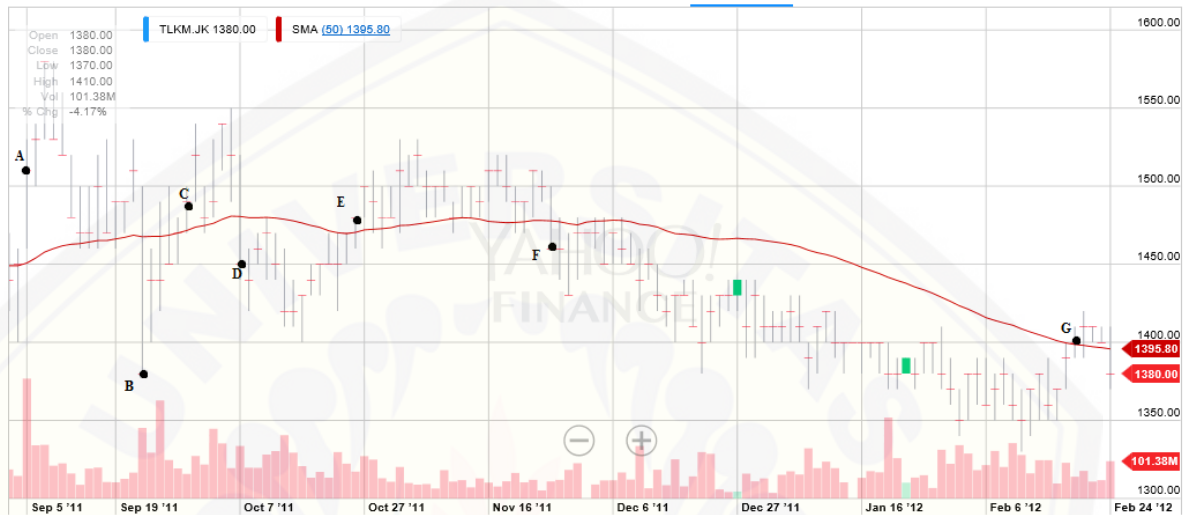 TLKM.JK 1380.00 SMA (50) 1395.80
Open 1380.00
Close 1380.00
Low 1370.00
High 1410.00
Vol 101.38M
% Chg -4.17%
1600.00
1550.00
1500.00
1450.00
1400.00
1395.80
1380.00
1350.00
101.38M
1300.00
A
B
C
D
E
F
G
UNIVERSITAS
YAHOO!
FINANCE
Sep 5 '11 Sep 19 '11 Oct 7 '11 Oct 27 '11 Nov 16 '11 Dec 6 '11 Dec 27 '11 Jan 16 '12 Feb 6 '12 Feb 24 '12